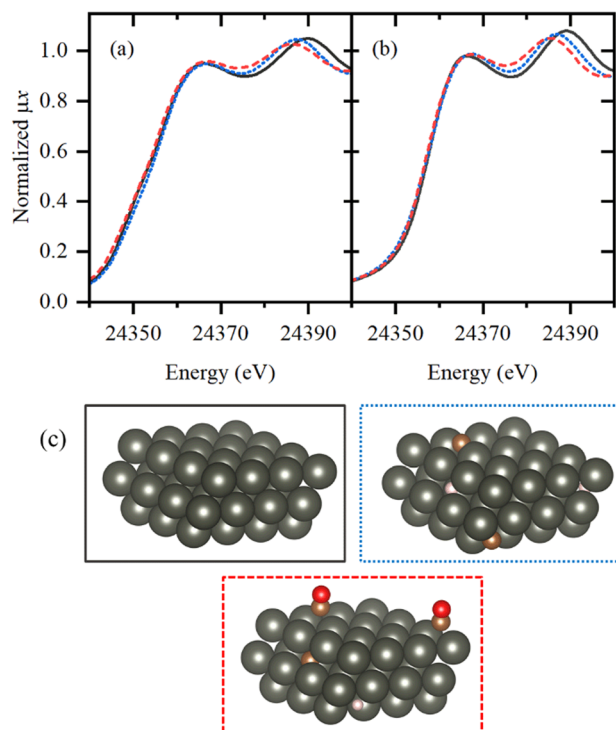 (a)
(b)
1.0
0.8
0.6
0.4
0.2
0.0
Normalized μx
24350
24370
24390
24350
24370
24390
Energy (eV)
Energy (eV)
(c)